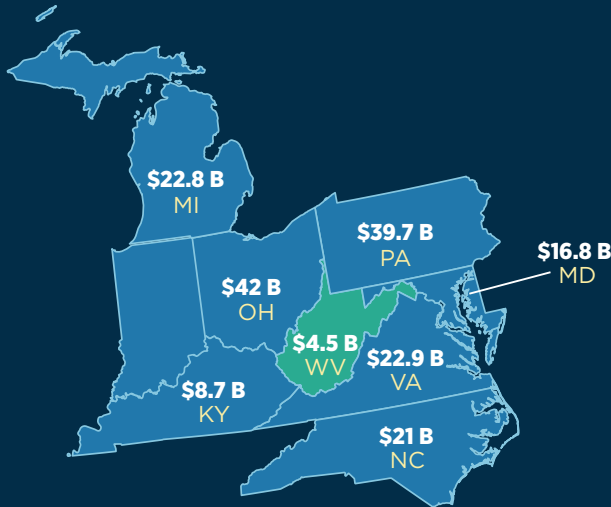 $22.8 B
MI
$39.7 B
PA
$16.8 B
MD
$42 B
OH
$4.5 B
WV
$22.9 B
VA
$8.7 B
KY
$21 B
NC